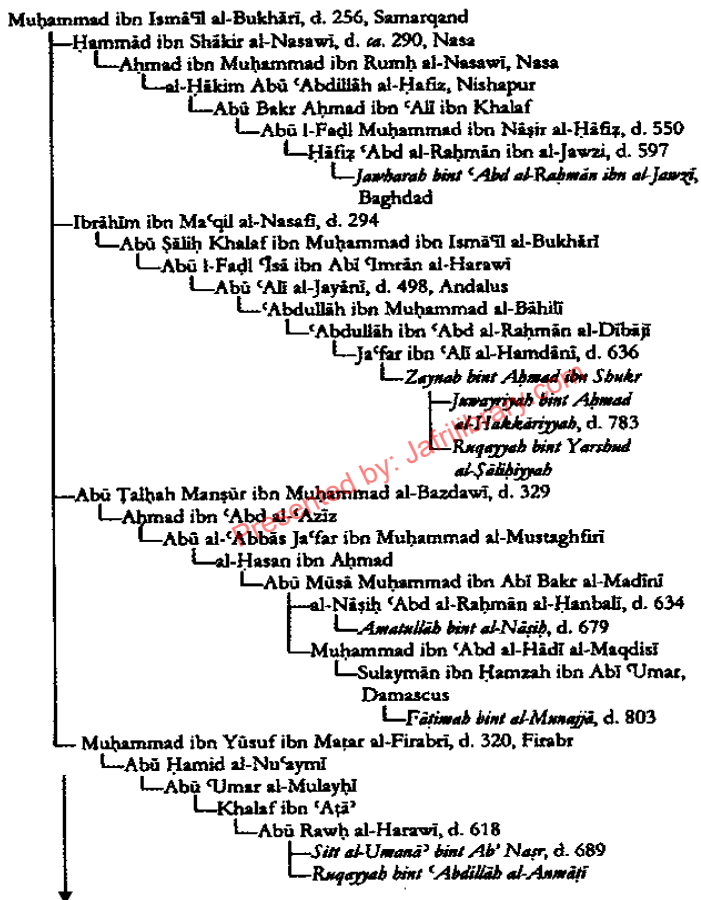 Muḥammad ibn Ismāʿīl al-Bukhārī, d. 256, Samarqand
Ḥammād ibn Shākir al-Nasawī, d. ca. 290, Nasa
Aḥmad ibn Muḥammad ibn Rumḥ al-Nasawī, Nasa
al-Ḥākim Abū ʿAbdillāh al-Ḥafiz, Nishapur
Abū Bakr Aḥmad ibn ʿAlī ibn Khalaf
Abū l-Faḍl Muḥammad ibn Nāṣir al-Ḥāfiẓ, d. 550
Ḥāfiẓ ʿAbd al-Raḥmān ibn al-Jawzi, d. 597
Jawharah bint ʿAbd al-Raḥmān ibn al-Jawzī,
Baghdad
Ibrāhīm ibn Maʿqil al-Nasafī, d. 294
Abū Ṣāliḥ Khalaf ibn Muḥammad ibn Ismāʿīl al-Bukhārī
Abū l-Faḍl ʿĪsā ibn Abī ʿImrān al-Harawī
Abū ʿAlī al-Jayānī, d. 498, Andalus
ʿAbdullāh ibn Muḥammad al-Bāhilī
ʿAbdullāh ibn ʿAbd al-Raḥmān al-Dībājī
Jaʿfar ibn ʿAlī al-Hamdānī, d. 636
Zaynab bint Aḥmad ibn Shukr
Juwayriyah bint Aḥmad
al-Hakkāriyyah, d. 783
Ruqayyah bint Yarshud
al-Ṣāliḥiyyah
Presented by: Jafrilibrary.com
Abū Ṭalḥah Manṣūr ibn Muḥammad al-Bazdawī, d. 329
Aḥmad ibn ʿAbd al-ʿAzīz
Abū al-ʿAbbās Jaʿfar ibn Muḥammad al-Mustaghfirī
al-Ḥasan ibn Aḥmad
Abū Mūsā Muḥammad ibn Abī Bakr al-Madīnī
al-Nāṣiḥ ʿAbd al-Raḥmān al-Ḥanbalī, d. 634
Amatullāh bint al-Nāṣiḥ, d. 679
Muḥammad ibn ʿAbd al-Hādī al-Maqdisī
Sulaymān ibn Ḥamzah ibn Abī ʿUmar,
Damascus
Fāṭimah bint al-Munajjā, d. 803
Muḥammad ibn Yūsuf ibn Maṭar al-Firabrī, d. 320, Firabr
Abū Ḥamid al-Nuʿaymī
Abū ʿUmar al-Mulayḥī
Khalaf ibn ʿAṭāʾ
Abū Rawḥ al-Harawī, d. 618
Sitt al-Umanāʾ bint Abʾ Naṣr, d. 689
Ruqayyah bint ʿAbdillāh al-Anmāṭī